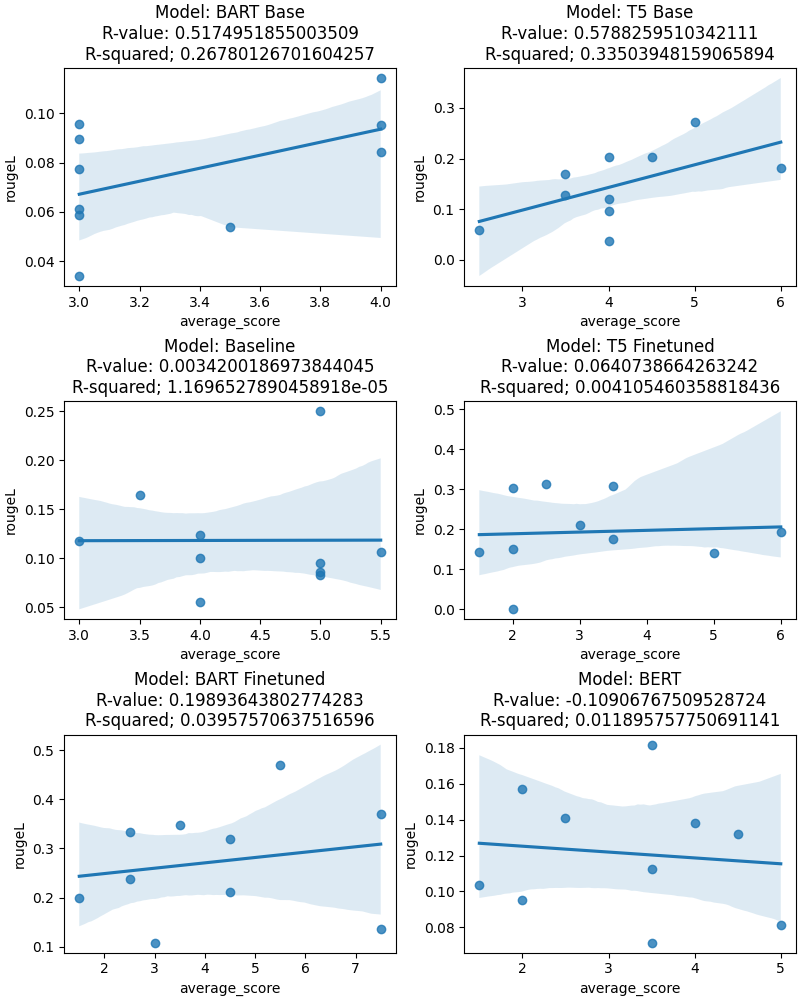 Model: BART Base
R-value: 0.5174951855003509
R-squared; 0.26780126701604257
0.10
0.08
0.06
0.04
rougeL
3.0 3.2 3.4 3.6 3.8 4.0
average_score
Model: T5 Base
R-value: 0.5788259510342111
R-squared; 0.33503948159065894
0.3
0.2
0.1
0.0
rougeL
3 4 5 6
average_score
Model: Baseline
R-value: 0.0034200186973844045
R-squared; 1.1696527890458918e-05
0.25
0.20
0.15
0.10
0.05
rougeL
3.0 3.5 4.0 4.5 5.0 5.5
average_score
Model: T5 Finetuned
R-value: 0.0640738664263242
R-squared; 0.004105460358818436
0.5
0.4
0.3
0.2
0.1
0.0
rougeL
2 3 4 5 6
average_score
Model: BART Finetuned
R-value: 0.19893643802774283
R-squared; 0.03957570637516596
0.5
0.4
0.3
0.2
0.1
rougeL
2 3 4 5 6 7
average_score
Model: BERT
R-value: -0.10906767509528724
R-squared; 0.011895757750691141
0.18
0.16
0.14
0.12
0.10
0.08
rougeL
2 3 4 5
average_score